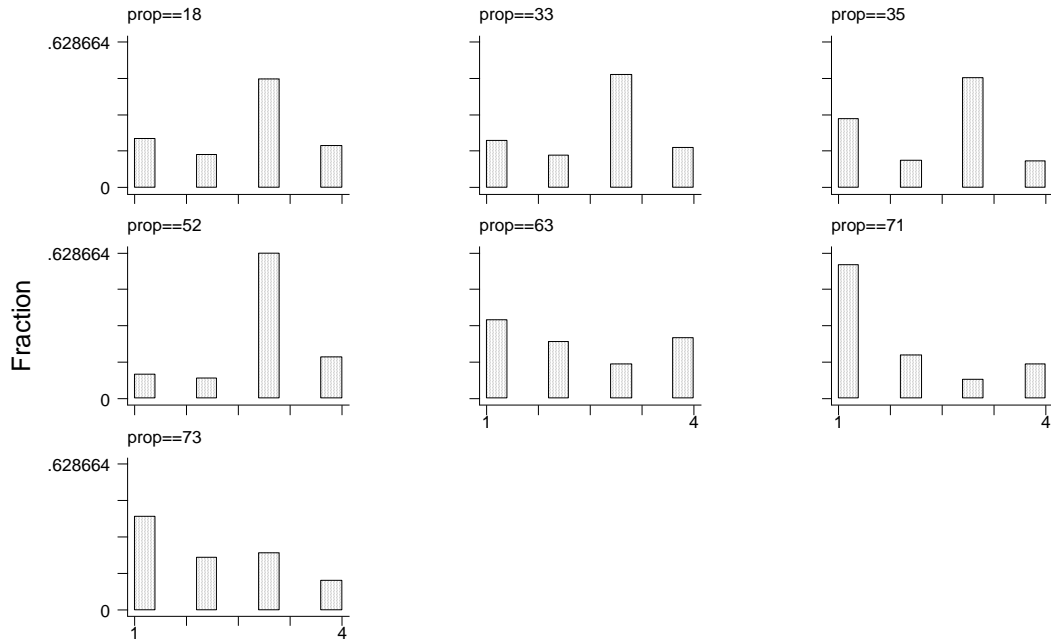 prop==18
prop==33
prop==35
.628664
0
prop==52
prop==63
prop==71
.628664
0
1
4
1
4
prop==73
.628664
0
1
4
Fraction